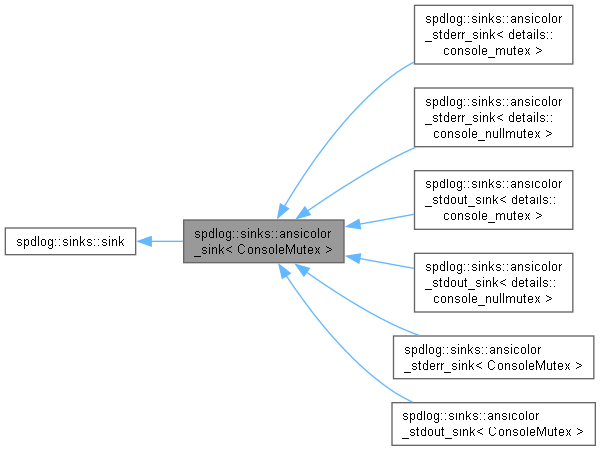 spdlog::sinks::ansicolor
_stderr_sink< details::
console_mutex >
spdlog::sinks::ansicolor
_stderr_sink< details::
console_nullmutex >
spdlog::sinks::ansicolor
_stdout_sink< details::
console_mutex >
spdlog::sinks::sink
spdlog::sinks::ansicolor
_sink< ConsoleMutex >
spdlog::sinks::ansicolor
_stdout_sink< details::
console_nullmutex >
spdlog::sinks::ansicolor
_stderr_sink< ConsoleMutex >
spdlog::sinks::ansicolor
_stdout_sink< ConsoleMutex >